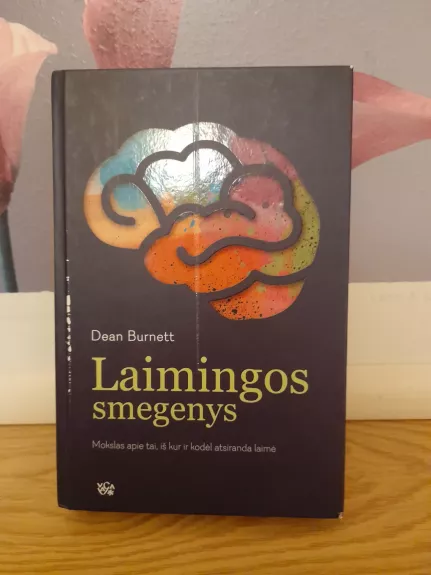 Dean Burnett
Laimingos
smegenys
Mokslas apie tai, iš kur ir kodėl atsiranda laimė